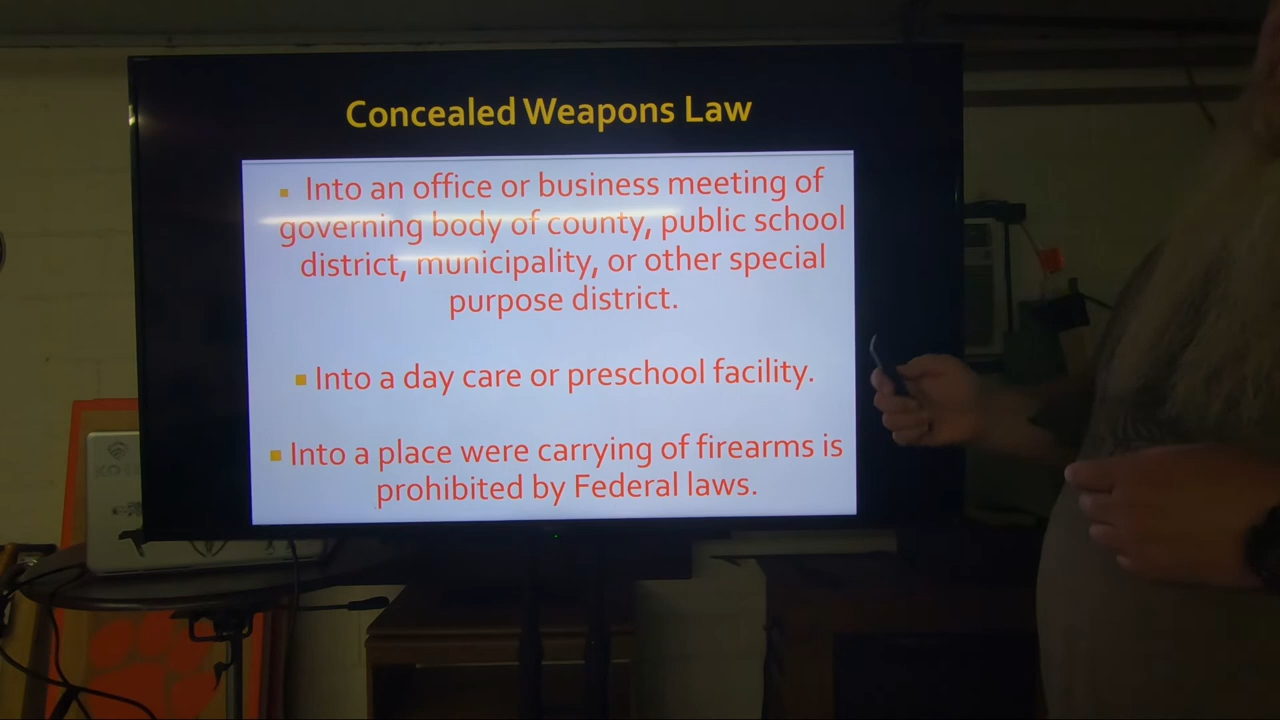 Concealed Weapons Law
Into an office or business meeting of
governing body of county, public school
district, municipality, or other special
purpose district.
Into a day care or preschool facility.
Into a place were carrying of firearms is
prohibited by Federal laws.